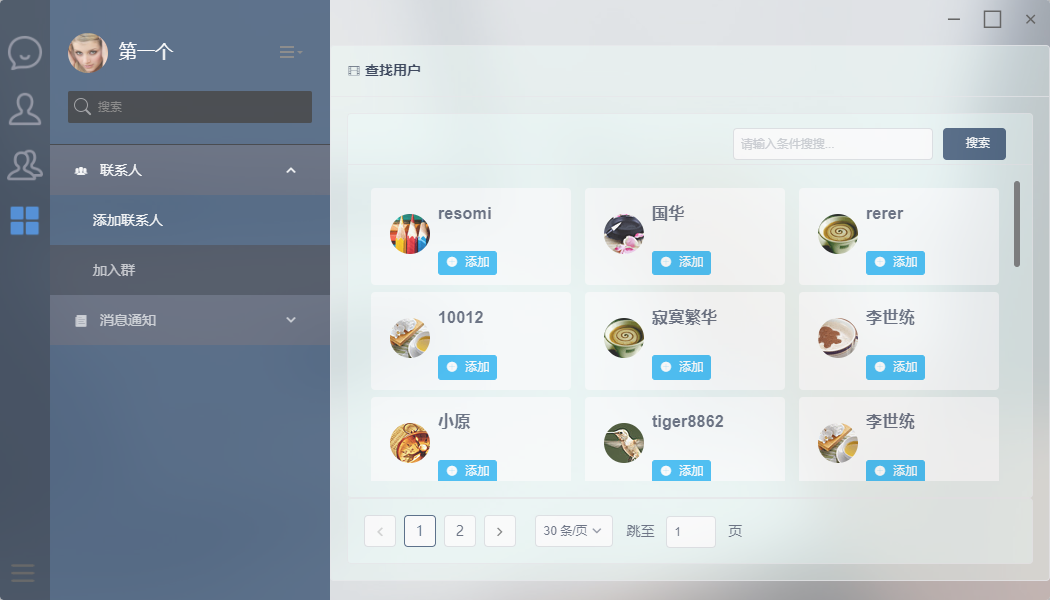 第一个
搜索
联系人
添加联系人
加入群
消息通知
查找用户
请输入条件搜搜...
搜索
resomi
国华
rerer
添加
添加
添加
10012
寂寞繁华
李世统
添加
添加
添加
小原
tiger8862
李世统
添加
添加
添加
1 2 30 条/页 跳至 1 页